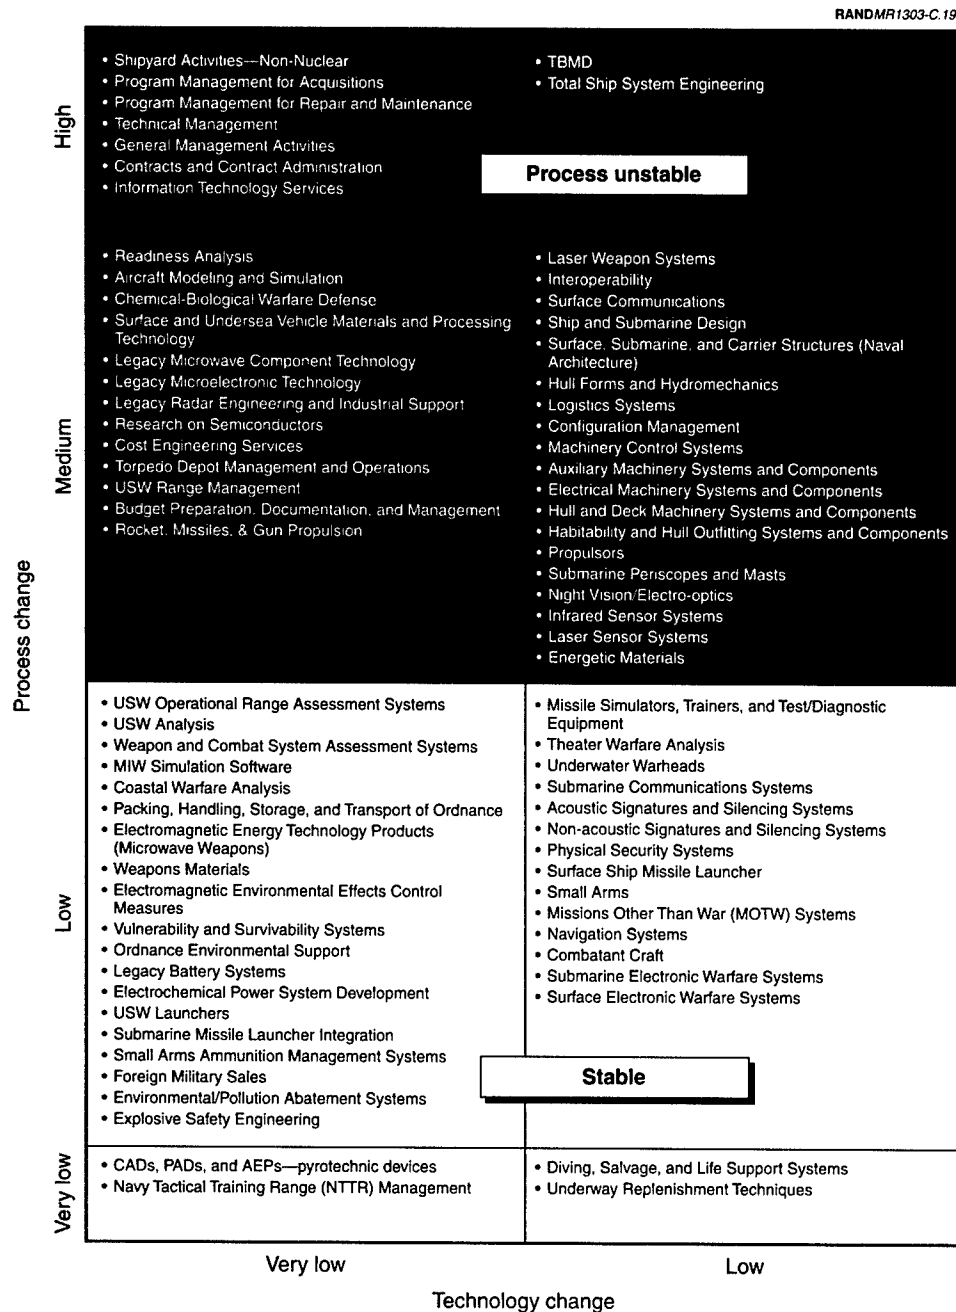 RANDMR1303-C.19
High
• Shipyard Activities—Non-Nuclear
• Program Management for Acquisitions
• Program Management for Repair and Maintenance
• Technical Management
• General Management Activities
• Contracts and Contract Administration
• Information Technology Services
• TBMD
• Total Ship System Engineering
Process unstable
Medium
• Readiness Analysis
• Aircraft Modeling and Simulation
• Chemical-Biological Warfare Defense
• Surface and Undersea Vehicle Materials and Processing
Technology
• Legacy Microwave Component Technology
• Legacy Microelectronic Technology
• Legacy Radar Engineering and Industrial Support
• Research on Semiconductors
• Cost Engineering Services
• Torpedo Depot Management and Operations
• USW Range Management
• Budget Preparation, Documentation, and Management
• Rocket, Missiles, & Gun Propulsion
• Laser Weapon Systems
• Interoperability
• Surface Communications
• Ship and Submarine Design
• Surface, Submarine, and Carrier Structures (Naval
Architecture)
• Hull Forms and Hydromechanics
• Logistics Systems
• Configuration Management
• Machinery Control Systems
• Auxiliary Machinery Systems and Components
• Electrical Machinery Systems and Components
• Hull and Deck Machinery Systems and Components
• Habitability and Hull Outfitting Systems and Components
• Propulsors
• Submarine Periscopes and Masts
• Night Vision/Electro-optics
• Infrared Sensor Systems
• Laser Sensor Systems
• Energetic Materials
Process change
Low
• USW Operational Range Assessment Systems
• USW Analysis
• Weapon and Combat System Assessment Systems
• MIW Simulation Software
• Coastal Warfare Analysis
• Packing, Handling, Storage, and Transport of Ordnance
• Electromagnetic Energy Technology Products
(Microwave Weapons)
• Weapons Materials
• Electromagnetic Environmental Effects Control
Measures
• Vulnerability and Survivability Systems
• Ordnance Environmental Support
• Legacy Battery Systems
• Electrochemical Power System Development
• USW Launchers
• Submarine Missile Launcher Integration
• Small Arms Ammunition Management Systems
• Foreign Military Sales
• Environmental/Pollution Abatement Systems
• Explosive Safety Engineering
• Missile Simulators, Trainers, and Test/Diagnostic
Equipment
• Theater Warfare Analysis
• Underwater Warheads
• Submarine Communications Systems
• Acoustic Signatures and Silencing Systems
• Non-acoustic Signatures and Silencing Systems
• Physical Security Systems
• Surface Ship Missile Launcher
• Small Arms
• Missions Other Than War (MOTW) Systems
• Navigation Systems
• Combatant Craft
• Submarine Electronic Warfare Systems
• Surface Electronic Warfare Systems
Stable
Very low
• CADs, PADs, and AEPs—pyrotechnic devices
• Navy Tactical Training Range (NTTR) Management
• Diving, Salvage, and Life Support Systems
• Underway Replenishment Techniques
Very low
Low
Technology change